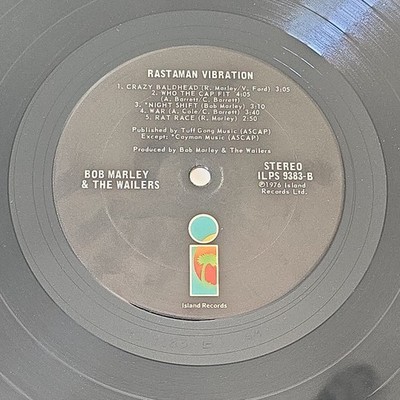 RASTAMAN VIBRATION
1. CRAZY BALDHEAD (R. Marley/V. Ford) 3:05
2. WHO THE CAP FIT 4:05
(A. Barrett/C. Barrett)
3. *NIGHT SHIFT (Bob Marley) 3:10
4. WAR (A. Cole/C. Barrett) 3:40
5. RAT RACE (R. Marley) 2:50
Published by Tuff Gong Music (ASCAP)
Except: *Cayman Music (ASCAP)
Produced by Bob Marley & The Wailers
BOB MARLEY
& THE WAILERS
STEREO
ILPS 9383-B
℗1976 Island
Records Ltd.
i
Island Records